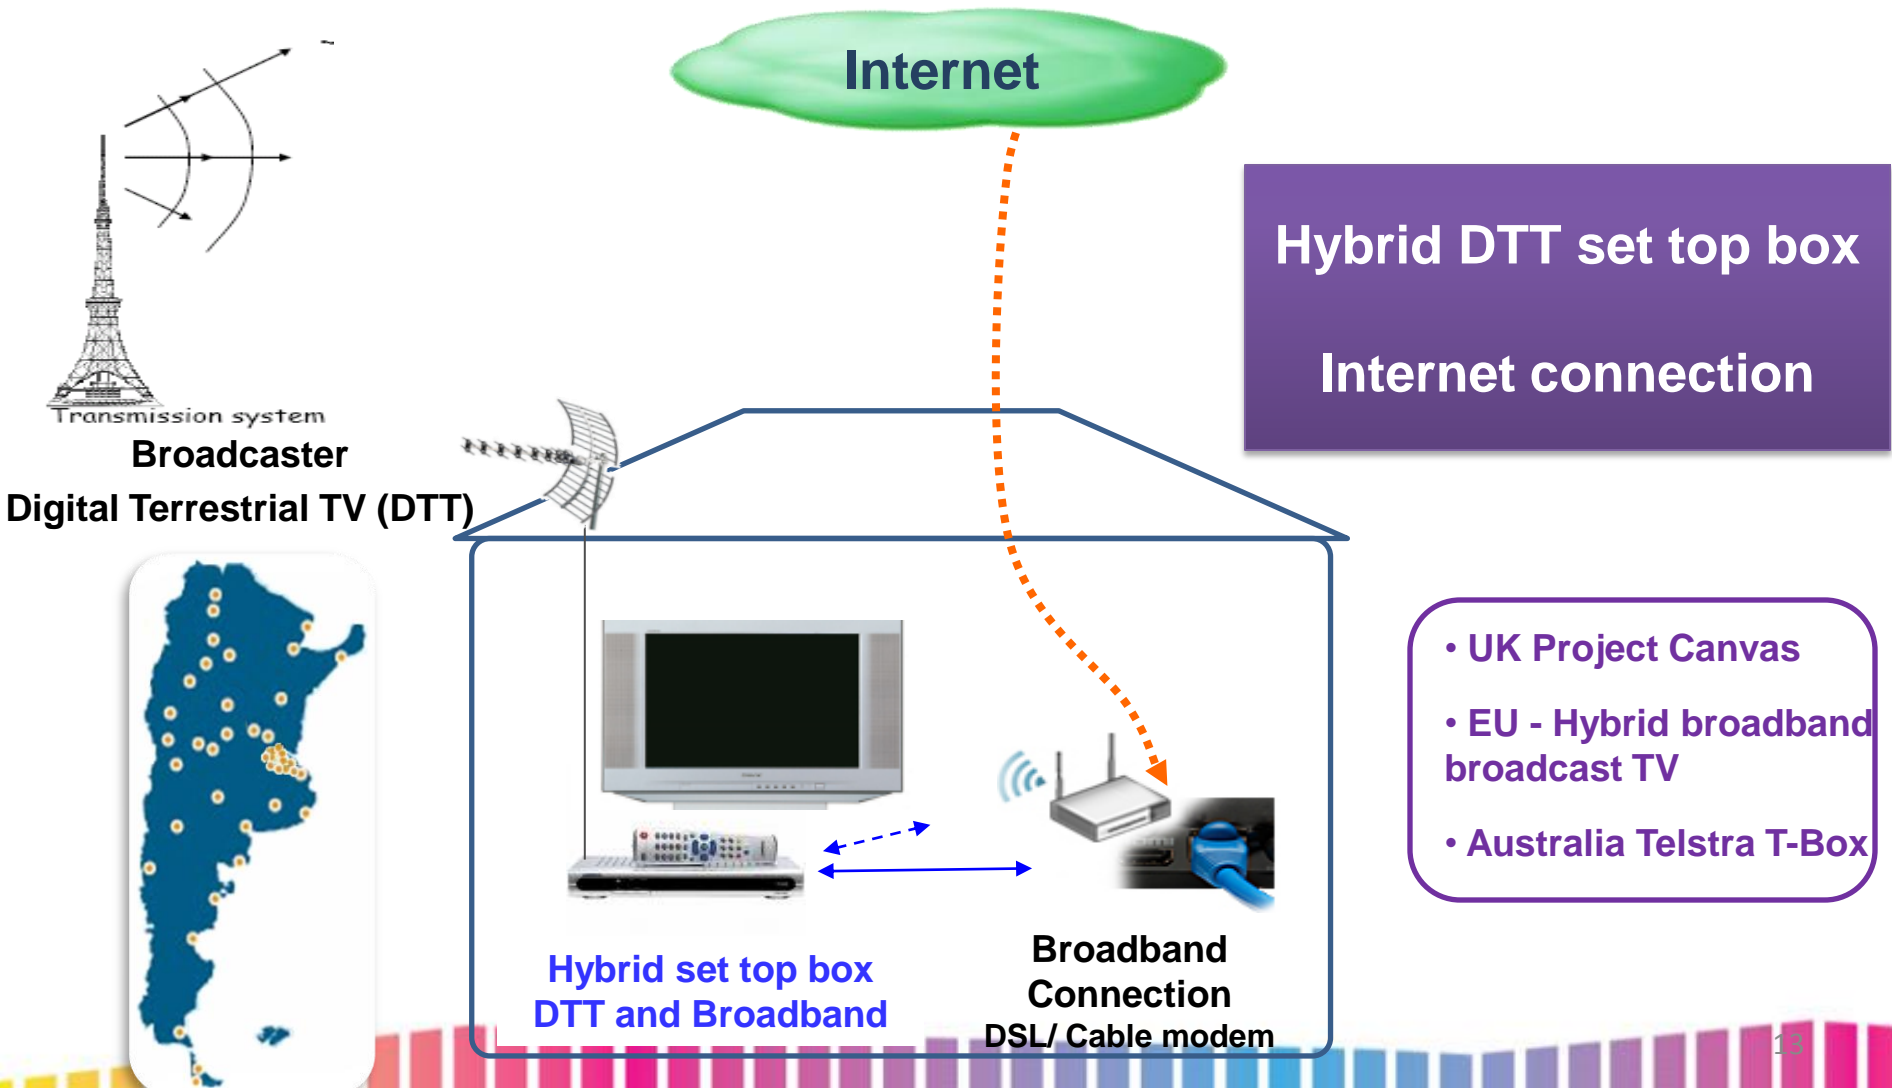 Internet
Hybrid DTT set top box
Internet connection
Transmission system
Broadcaster
Digital Terrestrial TV (DTT)
• UK Project Canvas
• EU - Hybrid broadband
broadcast TV
• Australia Telstra T-Box
Hybrid set top box
DTT and Broadband
Broadband
Connection
DSL/ Cable modem
13